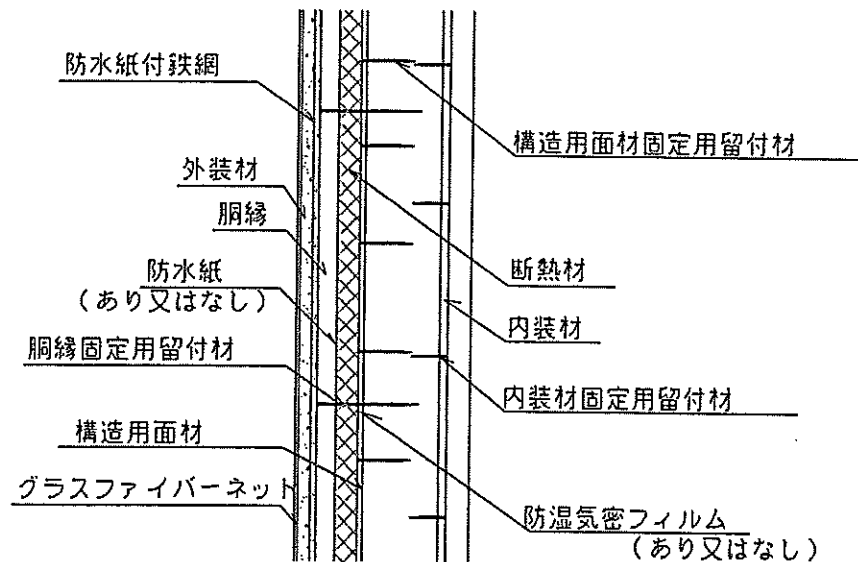 防水紙付鉄網
外装材
胴縁
防水紙
(あり又はなし)
胴縁固定用留付材
構造用面材
グラスファイバーネット
構造用面材固定用留付材
断熱材
内装材
内装材固定用留付材
防湿気密フィルム
(あり又はなし)